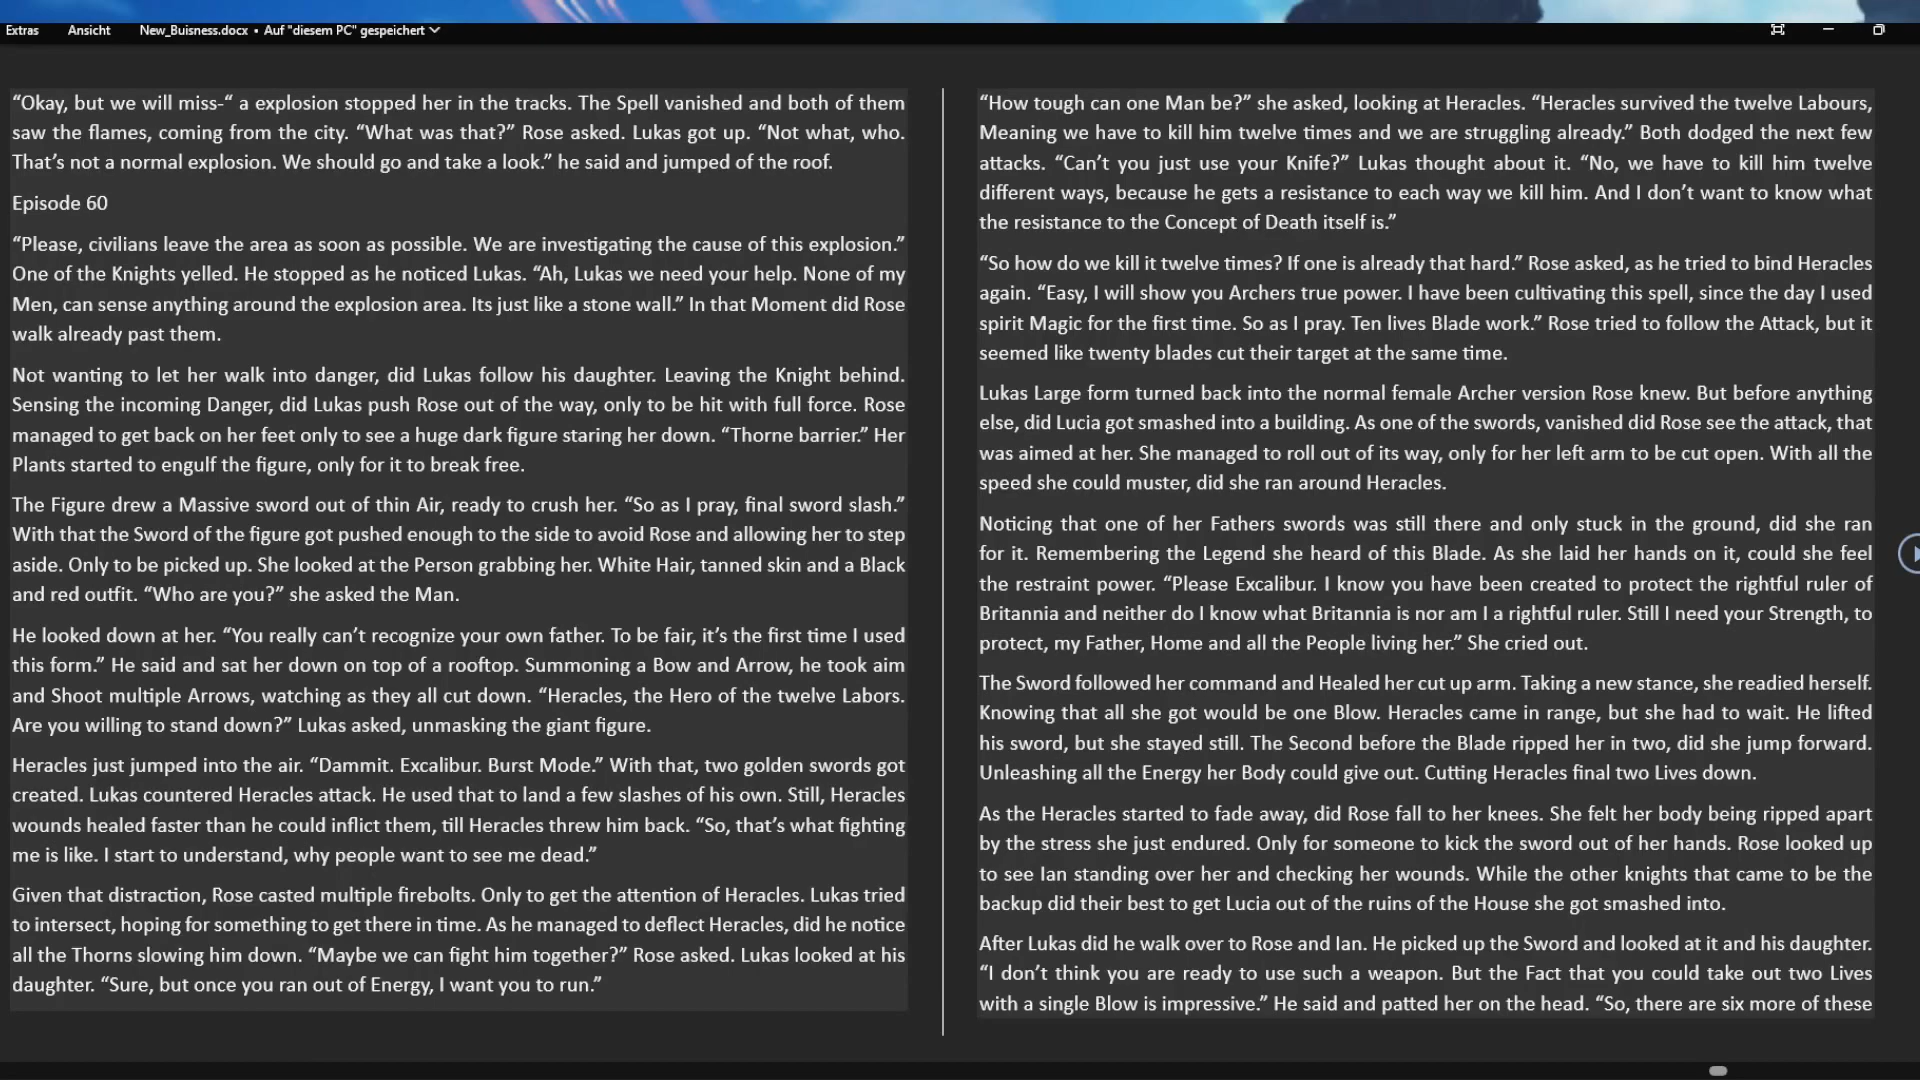 Extras Ansicht New_Buisness.docx • Auf "diesem PC" gespeichert
“Okay, but we will miss-“ a explosion stopped her in the tracks. The Spell vanished and both of them
saw the flames, coming from the city. “What was that?” Rose asked. Lukas got up. “Not what, who.
That’s not a normal explosion. We should go and take a look.” he said and jumped of the roof.
Episode 60
“Please, civilians leave the area as soon as possible. We are investigating the cause of this explosion.”
One of the Knights yelled. He stopped as he noticed Lukas. “Ah, Lukas we need your help. None of my
Men, can sense anything around the explosion area. Its just like a stone wall.” In that Moment did Rose
walk already past them.
Not wanting to let her walk into danger, did Lukas follow his daughter. Leaving the Knight behind.
Sensing the incoming Danger, did Lukas push Rose out of the way, only to be hit with full force. Rose
managed to get back on her feet only to see a huge dark figure staring her down. “Thorne barrier.” Her
Plants started to engulf the figure, only for it to break free.
The Figure drew a Massive sword out of thin Air, ready to crush her. “So as I pray, final sword slash.”
With that the Sword of the figure got pushed enough to the side to avoid Rose and allowing her to step
aside. Only to be picked up. She looked at the Person grabbing her. White Hair, tanned skin and a Black
and red outfit. “Who are you?” she asked the Man.
He looked down at her. “You really can’t recognize your own father. To be fair, it’s the first time I used
this form.” He said and sat her down on top of a rooftop. Summoning a Bow and Arrow, he took aim
and Shoot multiple Arrows, watching as they all cut down. “Heracles, the Hero of the twelve Labors.
Are you willing to stand down?” Lukas asked, unmasking the giant figure.
Heracles just jumped into the air. “Dammit. Excalibur. Burst Mode.” With that, two golden swords got
created. Lukas countered Heracles attack. He used that to land a few slashes of his own. Still, Heracles
wounds healed faster than he could inflict them, till Heracles threw him back. “So, that’s what fighting
me is like. I start to understand, why people want to see me dead.”
Given that distraction, Rose casted multiple firebolts. Only to get the attention of Heracles. Lukas tried
to intersect, hoping for something to get there in time. As he managed to deflect Heracles, did he notice
all the Thorns slowing him down. “Maybe we can fight him together?” Rose asked. Lukas looked at his
daughter. “Sure, but once you ran out of Energy, I want you to run.”
“How tough can one Man be?” she asked, looking at Heracles. “Heracles survived the twelve Labours,
Meaning we have to kill him twelve times and we are struggling already.” Both dodged the next few
attacks. “Can’t you just use your Knife?” Lukas thought about it. “No, we have to kill him twelve
different ways, because he gets a resistance to each way we kill him. And I don’t want to know what
the resistance to the Concept of Death itself is.”
“So how do we kill it twelve times? If one is already that hard.” Rose asked, as he tried to bind Heracles
again. “Easy, I will show you Archers true power. I have been cultivating this spell, since the day I used
spirit Magic for the first time. So as I pray. Ten lives Blade work.” Rose tried to follow the Attack, but it
seemed like twenty blades cut their target at the same time.
Lukas Large form turned back into the normal female Archer version Rose knew. But before anything
else, did Lucia got smashed into a building. As one of the swords, vanished did Rose see the attack, that
was aimed at her. She managed to roll out of its way, only for her left arm to be cut open. With all the
speed she could muster, did she ran around Heracles.
Noticing that one of her Fathers swords was still there and only stuck in the ground, did she ran
for it. Remembering the Legend she heard of this Blade. As she laid her hands on it, could she feel
the restraint power. “Please Excalibur. I know you have been created to protect the rightful ruler of
Britannia and neither do I know what Britannia is nor am I a rightful ruler. Still I need your Strength, to
protect, my Father, Home and all the People living her.” She cried out.
The Sword followed her command and Healed her cut up arm. Taking a new stance, she readied herself.
Knowing that all she got would be one Blow. Heracles came in range, but she had to wait. He lifted
his sword, but she stayed still. The Second before the Blade ripped her in two, did she jump forward.
Unleashing all the Energy her Body could give out. Cutting Heracles final two Lives down.
As the Heracles started to fade away, did Rose fall to her knees. She felt her body being ripped apart
by the stress she just endured. Only for someone to kick the sword out of her hands. Rose looked up
to see Ian standing over her and checking her wounds. While the other knights that came to be the
backup did their best to get Lucia out of the ruins of the House she got smashed into.
After Lukas did he walk over to Rose and Ian. He picked up the Sword and looked at it and his daughter.
“I don’t think you are ready to use such a weapon. But the Fact that you could take out two Lives
with a single Blow is impressive.” He said and patted her on the head. “So, there are six more of these